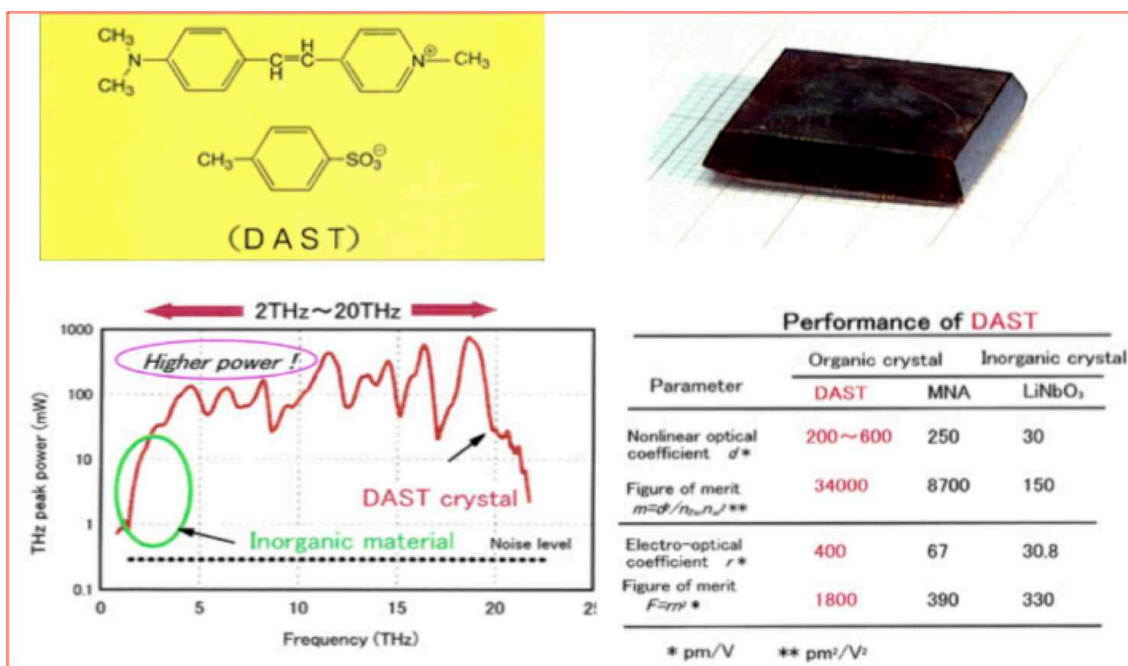 CH₃
H
N
C=C
N⊕—CH₃
CH₃
H
CH₃
SO₃⊖
(DAST)
2THz～20THz
1000
Higher power !
100
10
DAST crystal
1
Inorganic material
Noise level
0.1
0 5 10 15 20 25
THz peak power (mW)
Frequency (THz)
Performance of DAST
Organic crystal Inorganic crystal
Parameter DAST MNA LiNbO₃
Nonlinear optical
coefficient d* 200～600 250 30
Figure of merit 34000 8700 150
Electro-optical
coefficient r* 400 67 30.8
Figure of merit
1800 390 330
* pm/V ** pm²/V²